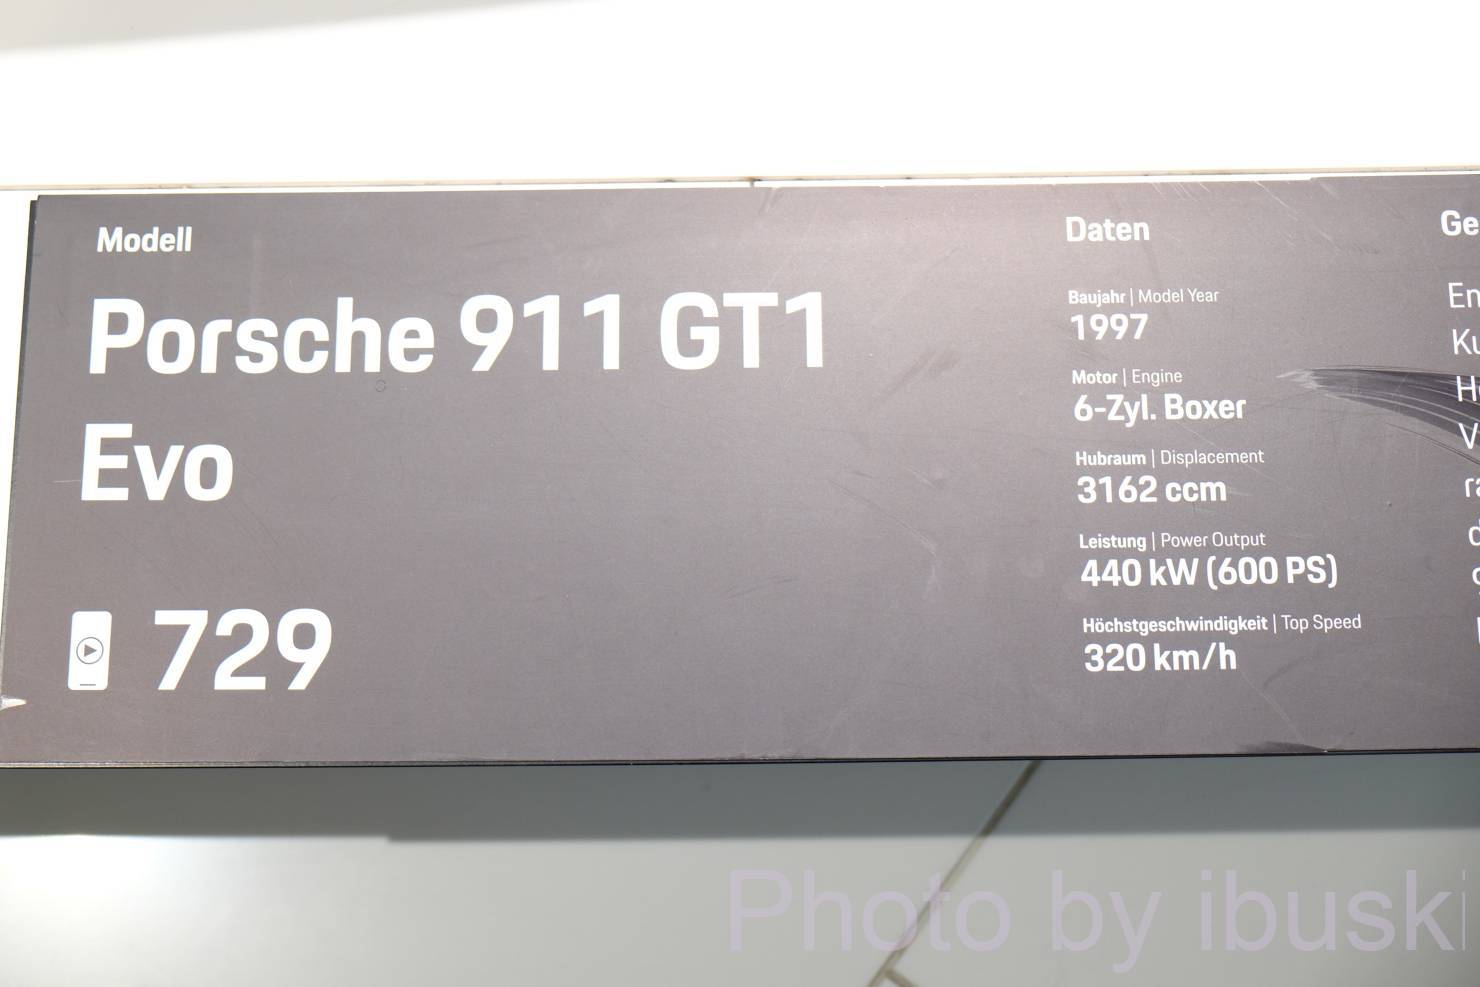 Modell
Porsche 911 GT1
Evo
729
Daten
Baujahr | Model Year
1997
Motor | Engine
6-Zyl. Boxer
Hubraum | Displacement
3162 ccm
Leistung | Power Output
440 kW (600 PS)
Höchstgeschwindigkeit | Top Speed
320 km/h
Photo by ibuski